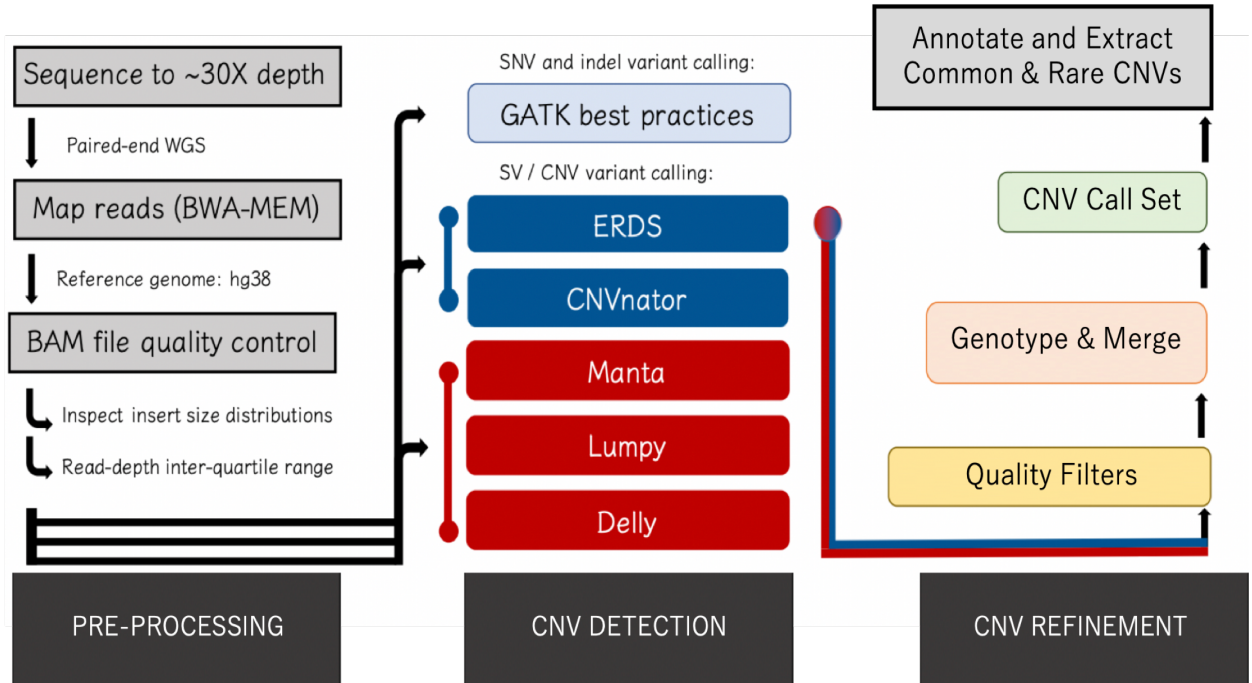 Sequence to ~30X depth
Paired-end WGS
Map reads (BWA-MEM)
Reference genome: hg38
BAM file quality control
Inspect insert size distributions
Read-depth inter-quartile range
PRE-PROCESSING
SNV and indel variant calling:
GATK best practices
SV / CNV variant calling:
ERDS
CNVnator
Manta
Lumpy
Delly
CNV DETECTION
Annotate and Extract
Common & Rare CNVs
CNV Call Set
Genotype & Merge
Quality Filters
CNV REFINEMENT